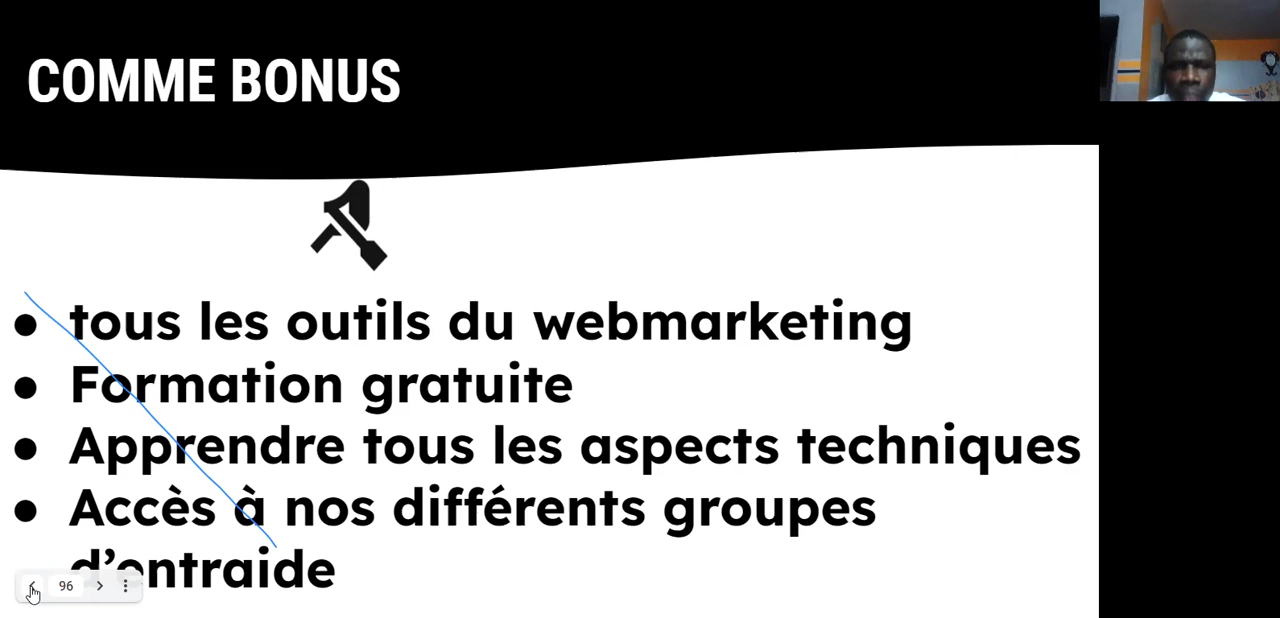 COMME BONUS
tous les outils du webmarketing
Formation gratuite
Apprendre tous les aspects techniques
Accès à nos différents groupes
d’entraide
96